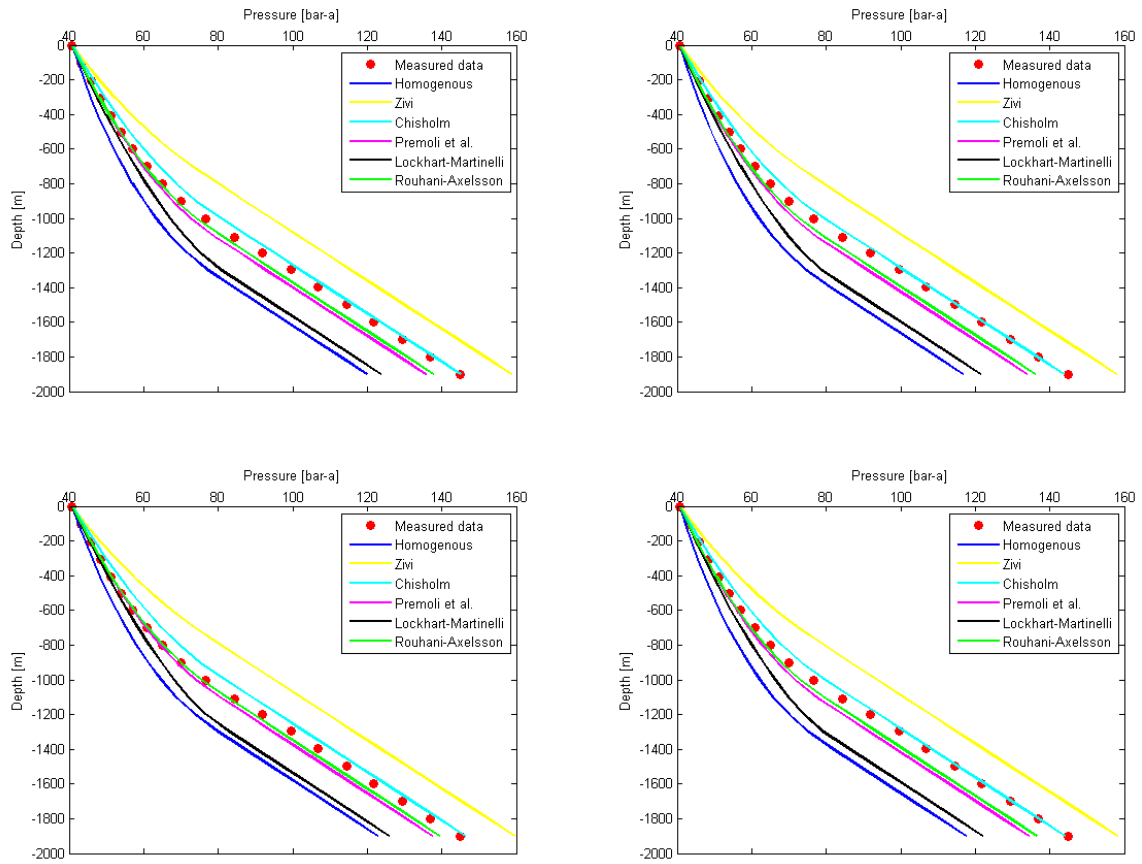 Pressure [bar-a]
40 60 80 100 120 140 160
0
-200
-400
-600
-800
-1000
-1200
-1400
-1600
-1800
-2000
Depth [m]
Measured data
Homogenous
Zivi
Chisholm
Premoli et al.
Lockhart-Martinelli
Rouhani-Axelsson
Pressure [bar-a]
40 60 80 100 120 140 160
0
-200
-400
-600
-800
-1000
-1200
-1400
-1600
-1800
-2000
Depth [m]
Measured data
Homogenous
Zivi
Chisholm
Premoli et al.
Lockhart-Martinelli
Rouhani-Axelsson
Pressure [bar-a]
40 60 80 100 120 140 160
0
-200
-400
-600
-800
-1000
-1200
-1400
-1600
-1800
-2000
Depth [m]
Measured data
Homogenous
Zivi
Chisholm
Premoli et al.
Lockhart-Martinelli
Rouhani-Axelsson
Pressure [bar-a]
40 60 80 100 120 140 160
0
-200
-400
-600
-800
-1000
-1200
-1400
-1600
-1800
-2000
Depth [m]
Measured data
Homogenous
Zivi
Chisholm
Premoli et al.
Lockhart-Martinelli
Rouhani-Axelsson